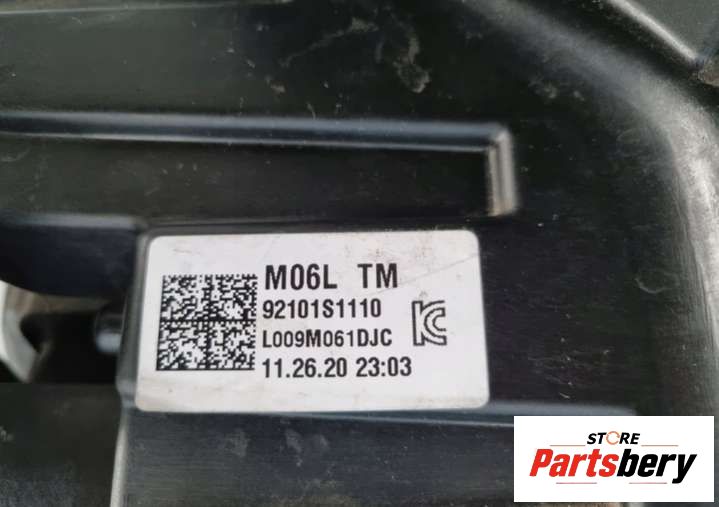 M06L TM
92101S1110
L009M061DJC
11.26.20 23:03
STORE
Partsbery